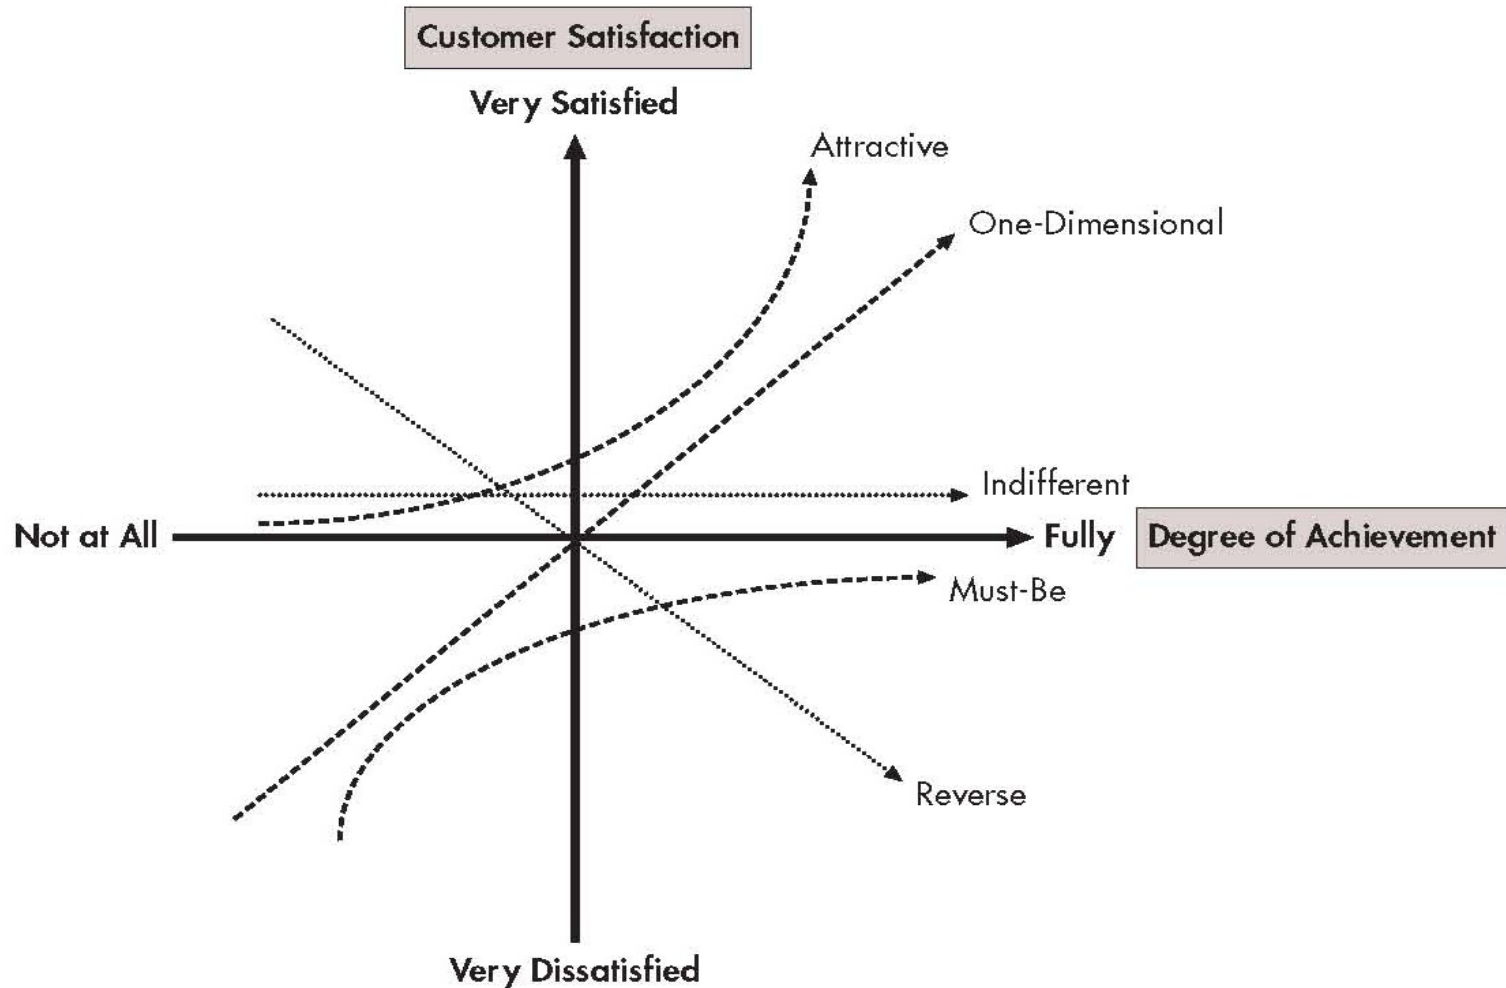 Customer Satisfaction
Very Satisfied
Attractive
One-Dimensional
Indifferent
Not at All
Fully
Degree of Achievement
Must-Be
Reverse
Very Dissatisfied